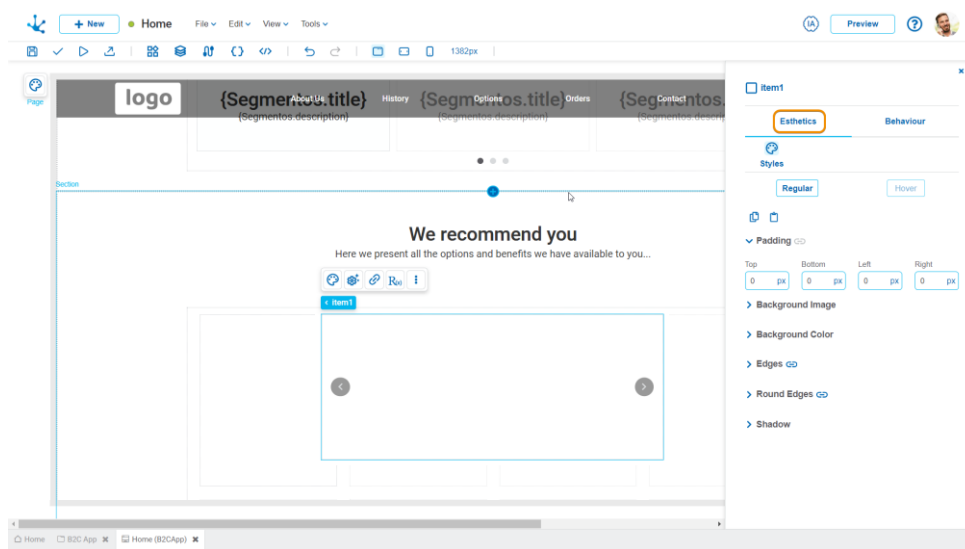 + New
Home
File
Edit
View
Tools
(IA)
Preview
?
1382px
Page
logo
{Segmentos.title}
About Us
History
{Segmentos.title}
Options
Orders
{Segmentos.
Contact
{Segmentos.description}
{Segmentos.description}
{Segmentos.descrip
Section
We recommend you
Here we present all the options and benefits we have available to you...
R(x)
< Item1
Item1
Esthetics
Behaviour
Styles
Regular
Hover
Padding
Top
Bottom
Left
Right
0 px
0 px
0 px
0 px
Background Image
Background Color
Edges
Round Edges
Shadow
Home
B2C App
Home (B2CApp)